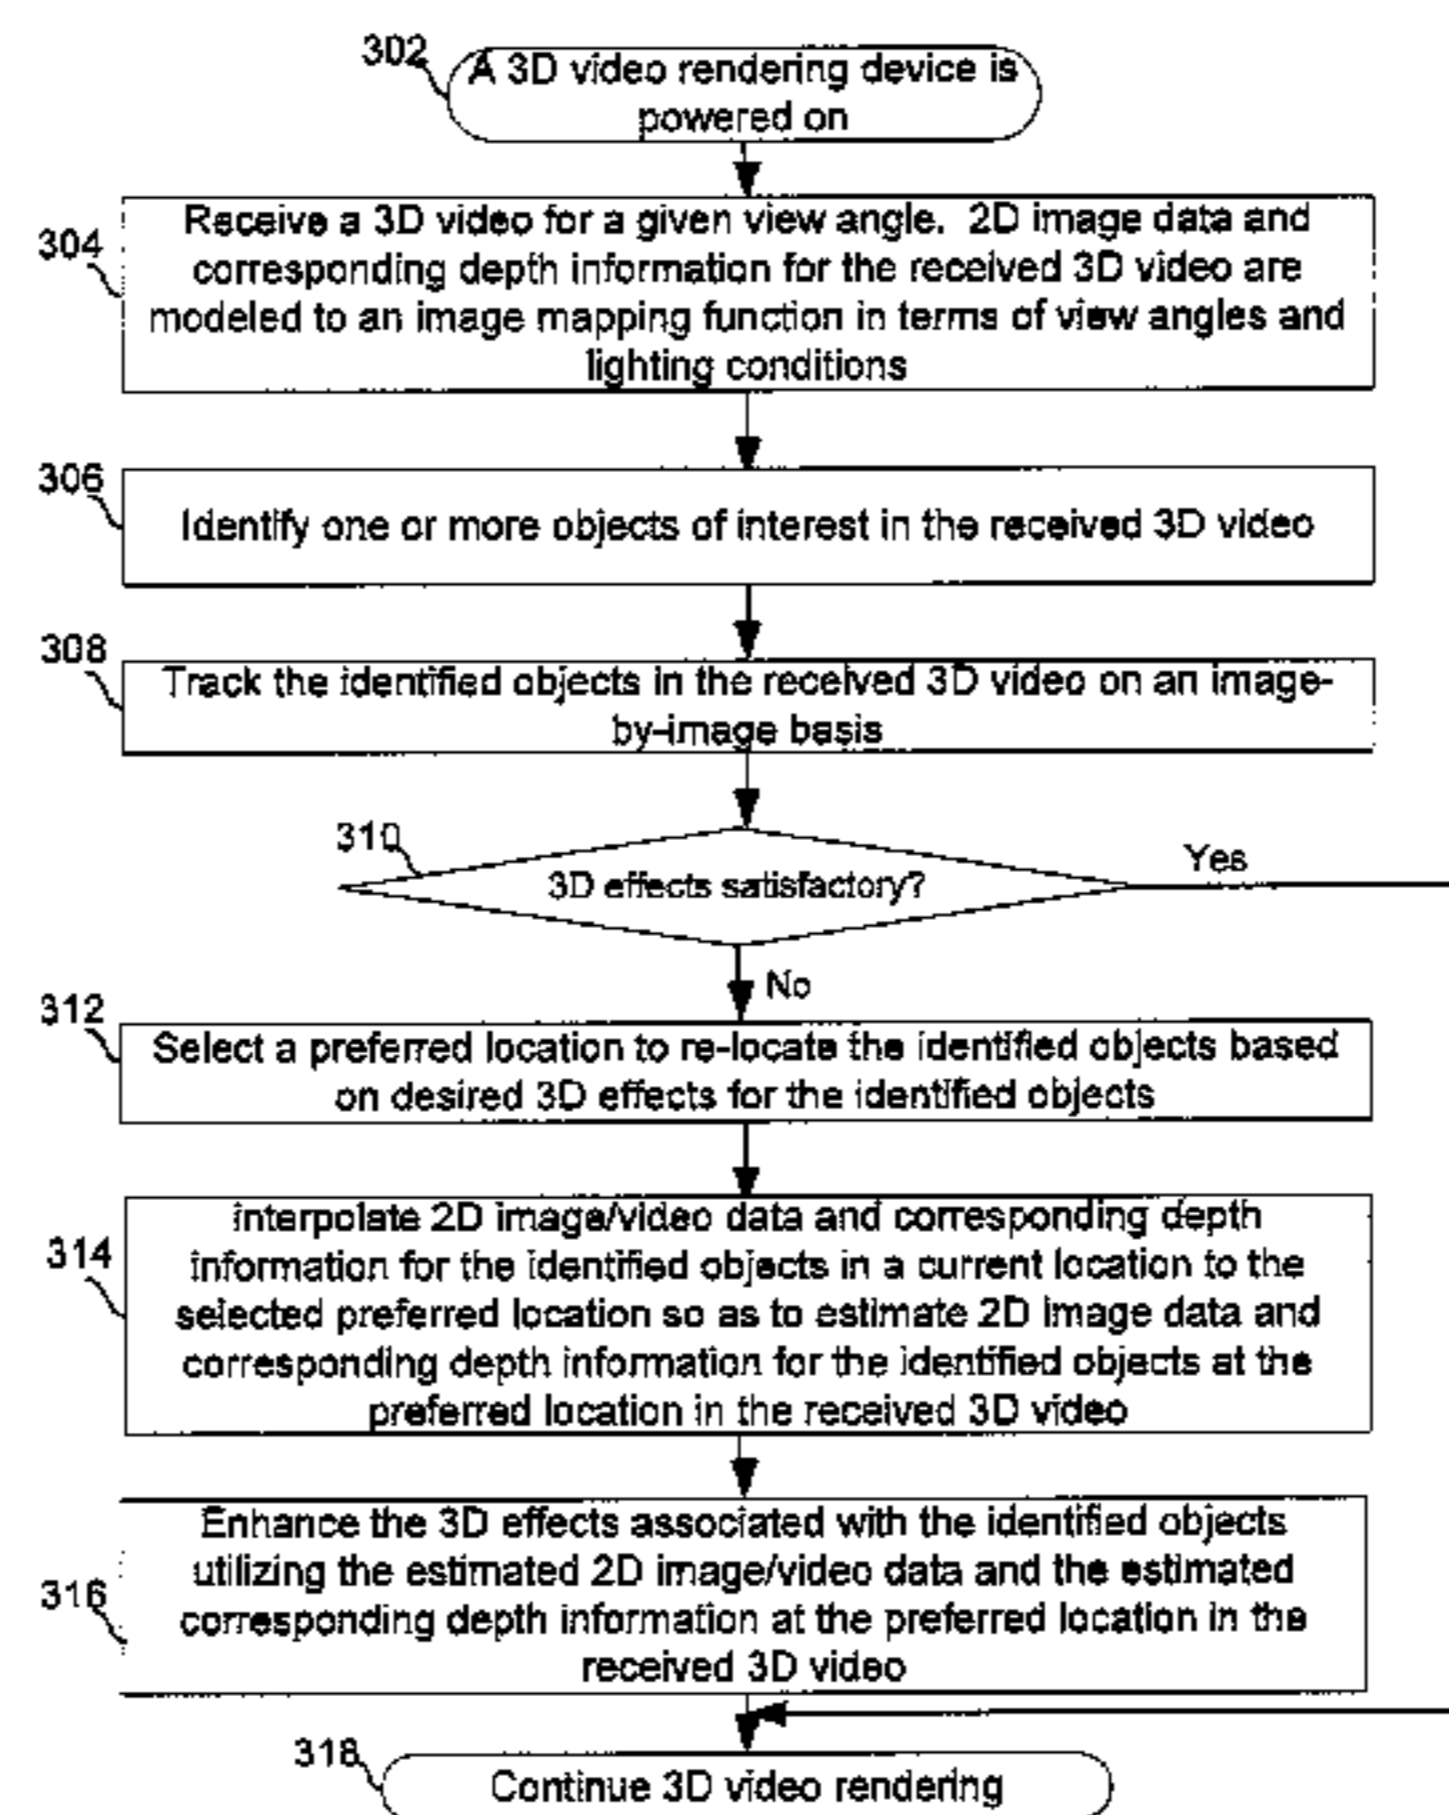 302
A 3D video rendering device is
powered on
304
Receive a 3D video for a given view angle. 2D image data and
corresponding depth information for the received 3D video are
modeled to an image mapping function in terms of view angles and
lighting conditions
306
Identify one or more objects of interest in the received 3D video
308
Track the identified objects in the received 3D video on an image-
by-image basis
310
3D effects satisfactory?
Yes
No
312
Select a preferred location to re-locate the identified objects based
on desired 3D effects for the identified objects
314
interpolate 2D image/video data and corresponding depth
information for the identified objects in a current location to the
selected preferred location so as to estimate 2D image data and
corresponding depth information for the identified objects at the
preferred location in the received 3D video
316
Enhance the 3D effects associated with the identified objects
utilizing the estimated 2D image/video data and the estimated
corresponding depth information at the preferred location in the
received 3D video
318
Continue 3D video rendering